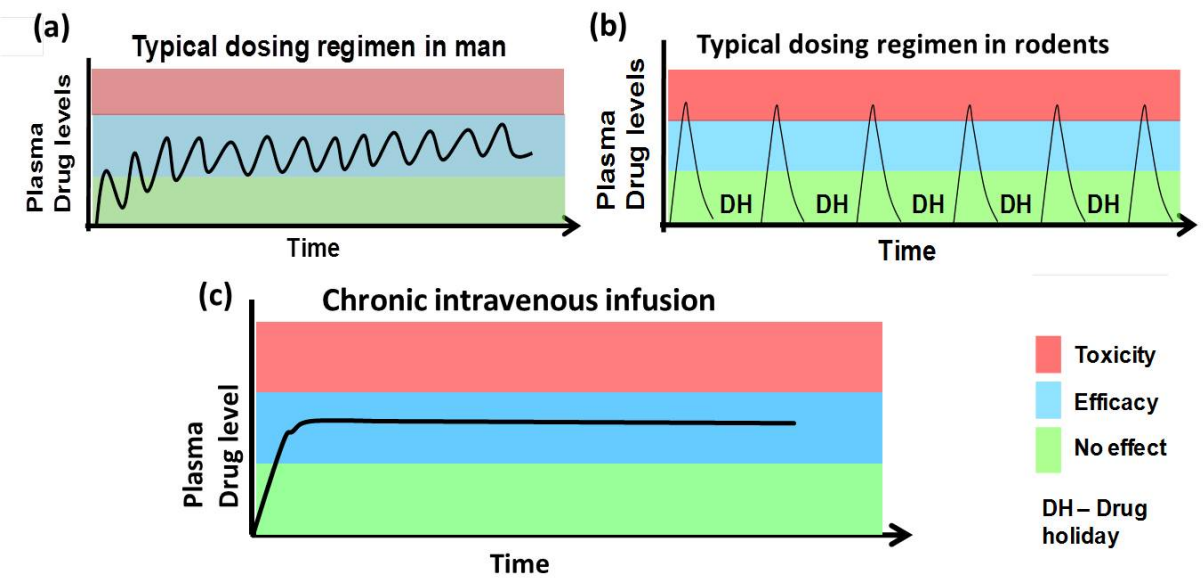 (a)
Typical dosing regimen in man
Plasma
Drug levels
Time
(b)
Typical dosing regimen in rodents
Plasma
Drug levels
DH DH DH DH DH
Time
(c)
Chronic intravenous infusion
Plasma
Drug level
Time
Toxicity
Efficacy
No effect
DH – Drug
holiday